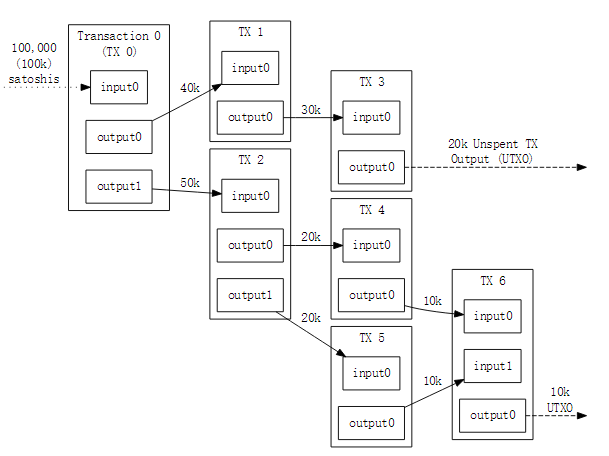 100,000
(100k)
satoshis
Transaction 0
(TX 0)
input0
output0
output1
40k
50k
TX 1
input0
output0
30k
TX 2
input0
output0
output1
20k
20k
TX 3
input0
output0
20k Unspent TX
Output (UTXO)
TX 4
input0
output0
10k
TX 5
input0
output0
10k
TX 6
input0
input1
output0
10k
UTXO